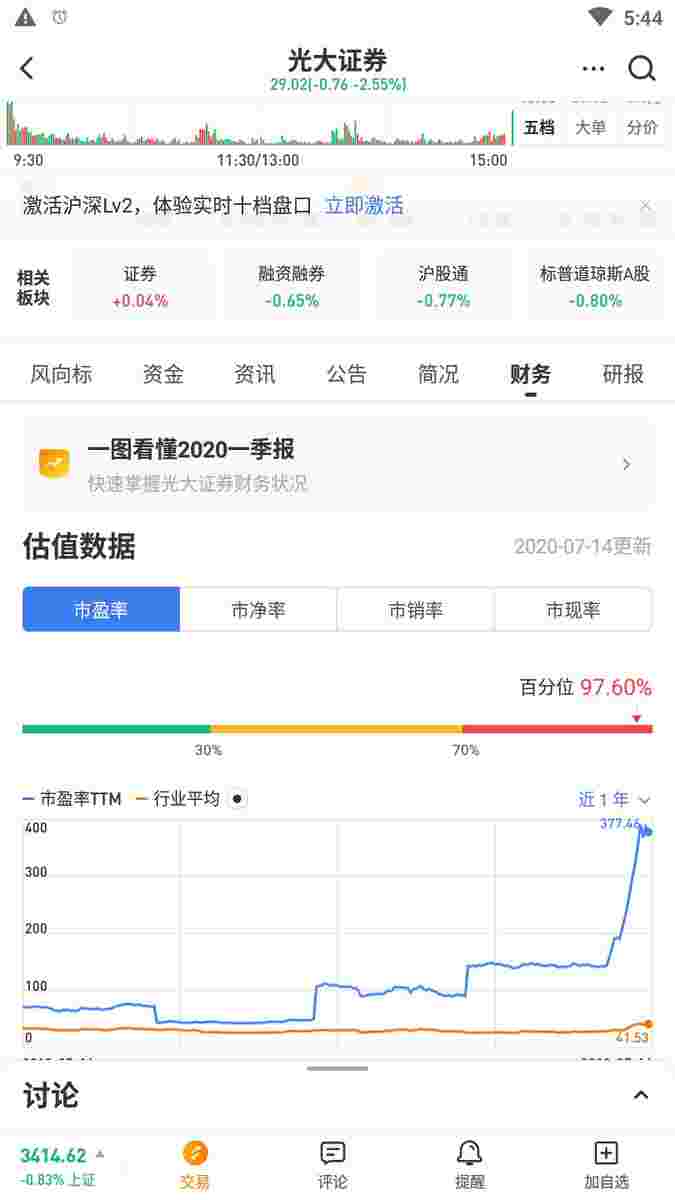 5:44
光大证券
29.02(-0.76 -2.55%)
五档 大单 分价
9:30 11:30/13:00 15:00
激活沪深Lv2，体验实时十档盘口 立即激活 ×
相关板块
证券 融资融券 沪股通 标普道琼斯A股
+0.04% -0.65% -0.77% -0.80%
风向标 资金 资讯 公告 简况 财务 研报
一图看懂2020一季报
快速掌握光大证券财务状况
估值数据 2020-07-14更新
市盈率 市净率 市销率 市现率
百分位 97.60%
30% 70%
市盈率TTM 行业平均 近1年
377.46
400
300
200
100
0
41.53
讨论
3414.62
-0.83% 上证
交易 评论 提醒 加自选